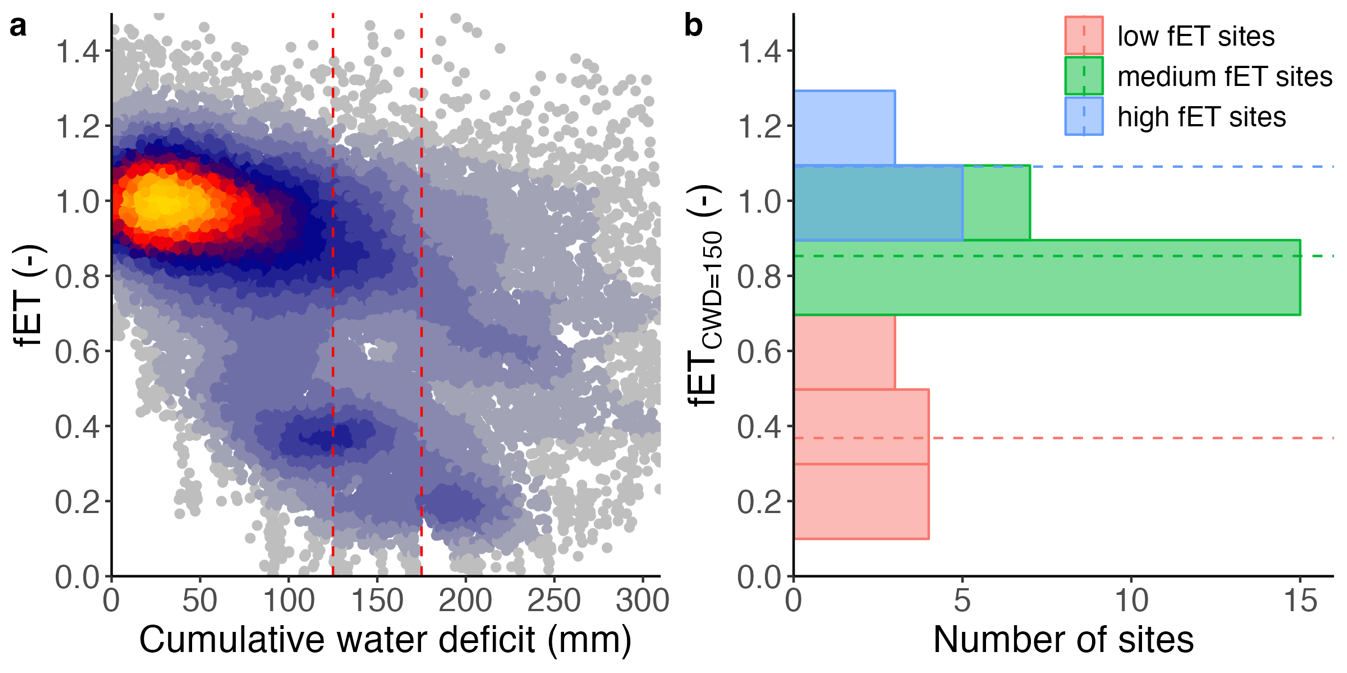 a
fET (-)
1.4
1.2
1.0
0.8
0.6
0.4
0.2
0.0
0 50 100 150 200 250 300
Cumulative water deficit (mm)
b
fETCWD=150 (-)
1.4
1.2
1.0
0.8
0.6
0.4
0.2
0.0
0 5 10 15
Number of sites
low fET sites
medium fET sites
high fET sites